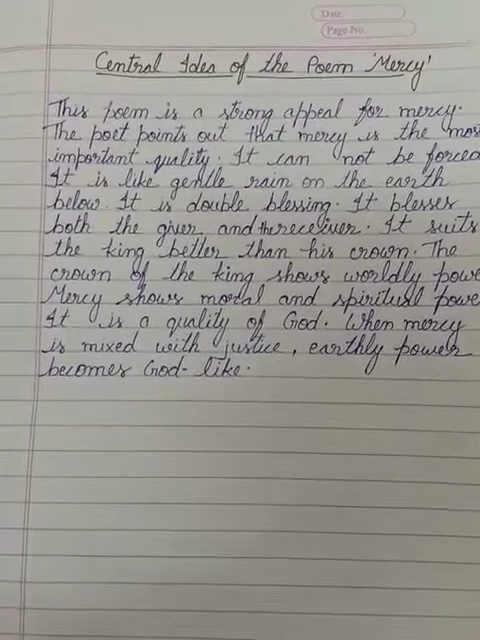 Date
Page No.
Central Idea of the Poem 'Mercy'
This poem is a strong appeal for mercy.
The poet points out that mercy is the mos
important quality. It can not be forced
It is like gentle rain on the earth
below. It is double blessing. It blesses
both the giver and the receiver. It suits
the king better than his crown. The
crown of the king shows worldly powe
Mercy shows moral and spiritual powe
It is a quality of God. When mercy
is mixed with justice, earthly power
becomes God-like.